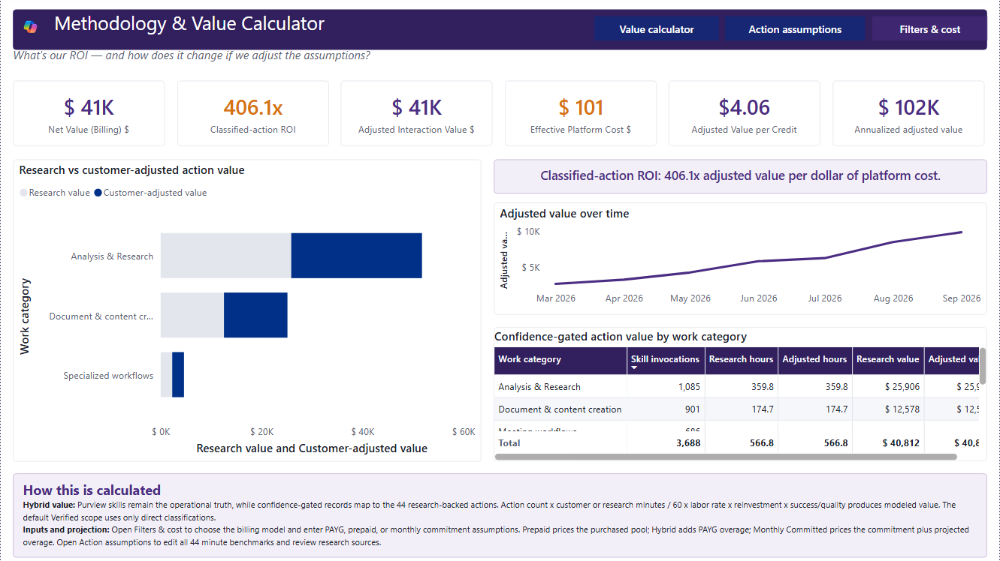 Methodology & Value Calculator
Value calculator
Action assumptions
Filters & cost
What's our ROI — and how does it change if we adjust the assumptions?
$ 41K
Net Value (Billing) $
406.1x
Classified-action ROI
$ 41K
Adjusted Interaction Value $
$ 101
Effective Platform Cost $
$4.06
Adjusted Value per Credit
$ 102K
Annualized adjusted value
Research vs customer-adjusted action value
Research value Customer-adjusted value
Work category
Analysis & Research
Document & content cr...
Specialized workflows
$ 0K $ 20K $ 40K $ 60K
Research value and Customer-adjusted value
Classified-action ROI: 406.1x adjusted value per dollar of platform cost.
Adjusted value over time
Adjusted va...
$ 10K
$ 5K
Mar 2026 Apr 2026 May 2026 Jun 2026 Jul 2026 Aug 2026 Sep 2026
Confidence-gated action value by work category
Work category Skill invocations Research hours Adjusted hours Research value Adjusted va
Analysis & Research 1,085 359.8 359.8 $ 25,906 $ 25,9
Document & content creation 901 174.7 174.7 $ 12,578 $ 12,5
Meeting workflows 686
Total 3,688 566.8 566.8 $ 40,812 $ 40,8
How this is calculated
Hybrid value: Purview skills remain the operational truth, while confidence-gated records map to the 44 research-backed actions. Action count x customer or research minutes / 60 x labor rate x reinvestment x success/quality produces modeled value. The
default Verified scope uses only direct classifications.
Inputs and projection: Open Filters & cost to choose the billing model and enter PAYG, prepaid, or monthly commitment assumptions. Prepaid prices the purchased pool; Hybrid adds PAYG overage; Monthly Committed prices the commitment plus projected
overage. Open Action assumptions to edit all 44 minute benchmarks and review research sources.